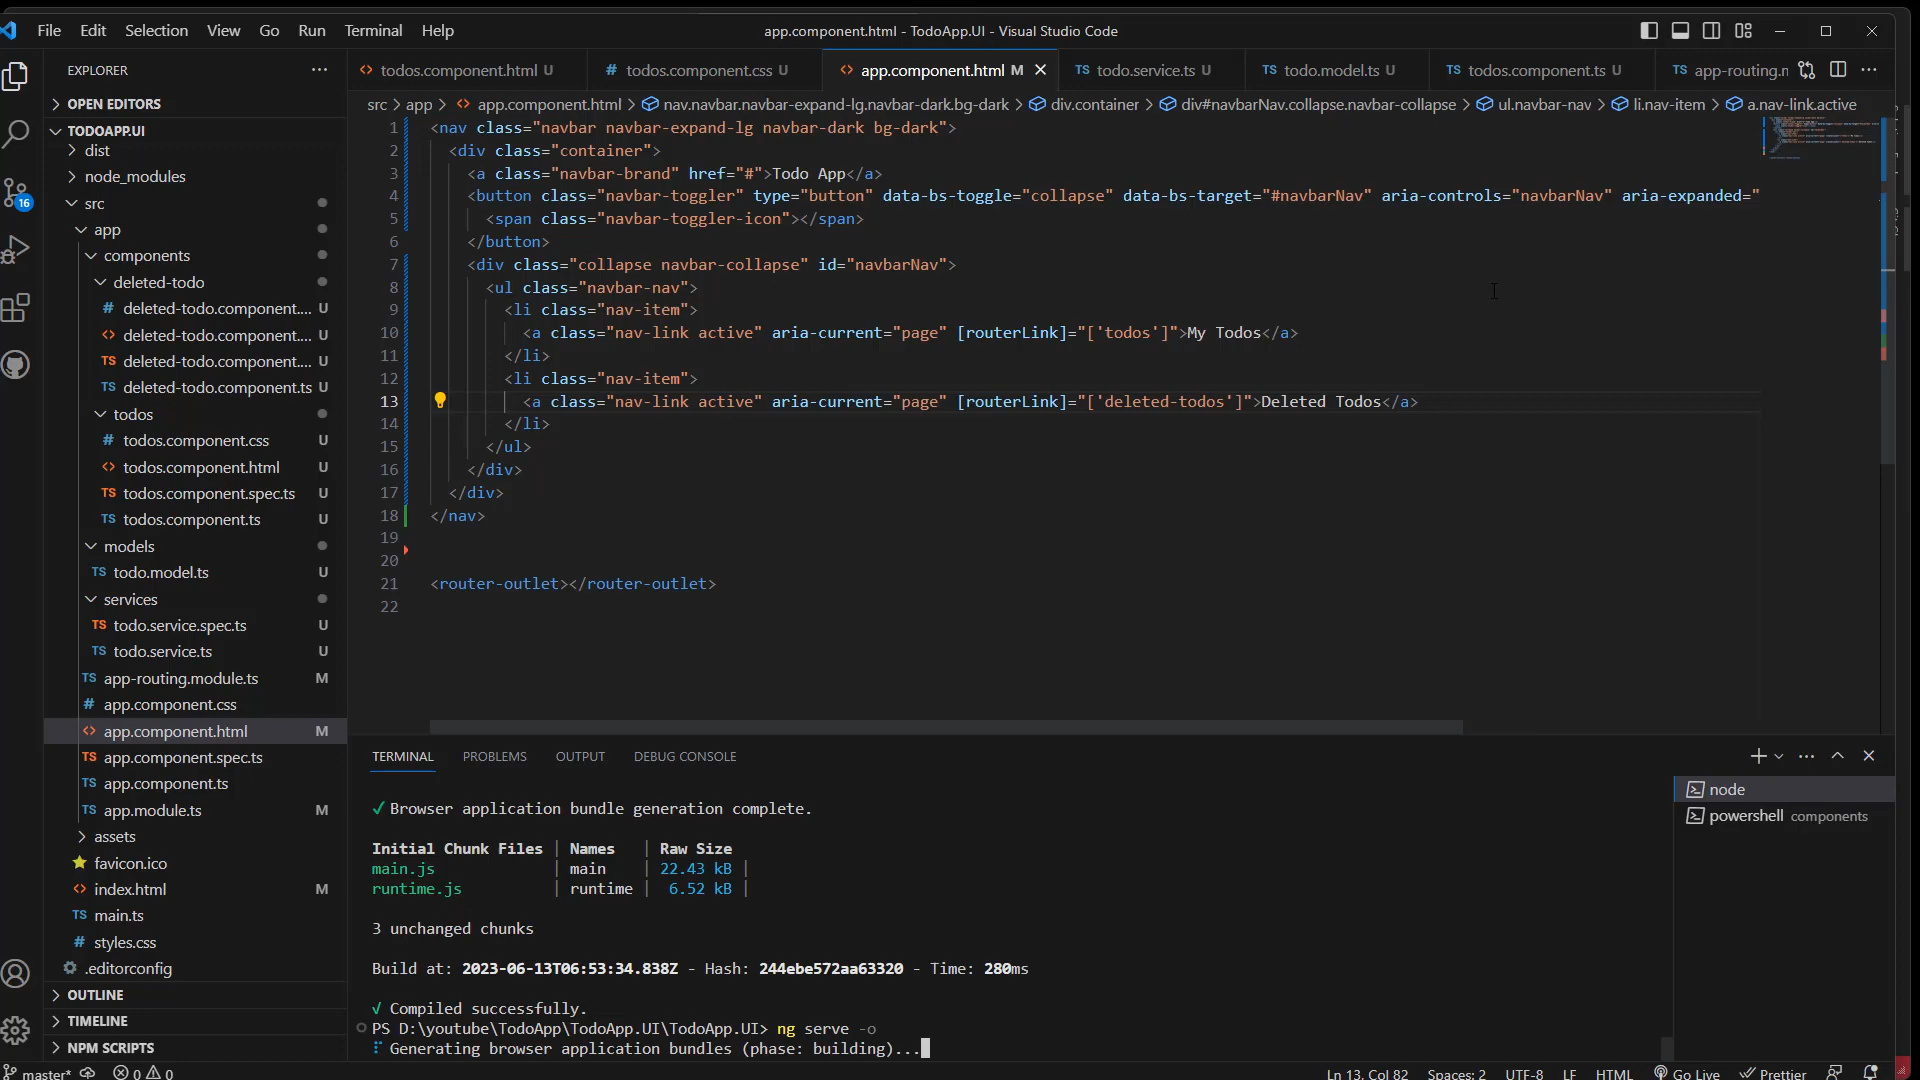 File Edit Selection View Go Run Terminal Help
app.component.html - TodoApp.UI - Visual Studio Code
EXPLORER
todos.component.html U
# todos.component.css U
app.component.html M
TS todo.service.ts U
TS todo.model.ts U
TS todos.component.ts U
TS app-routing.m
src > app > app.component.html > nav.navbar.navbar-expand-lg.navbar-dark.bg-dark > div.container > div#navbarNav.collapse.navbar-collapse > ul.navbar-nav > li.nav-item > a.nav-link.active
OPEN EDITORS
TODOAPP.UI
dist
node_modules
src
app
components
deleted-todo
# deleted-todo.component.... U
<> deleted-todo.component.... U
TS deleted-todo.component.... U
TS deleted-todo.component.ts U
todos
# todos.component.css U
<> todos.component.html U
TS todos.component.spec.ts U
TS todos.component.ts U
models
TS todo.model.ts U
services
TS todo.service.spec.ts U
TS todo.service.ts U
TS app-routing.module.ts M
# app.component.css
<> app.component.html M
TS app.component.spec.ts
TS app.component.ts
TS app.module.ts M
assets
favicon.ico
<> index.html M
TS main.ts
# styles.css
.editorconfig
OUTLINE
TIMELINE
NPM SCRIPTS
16
1 <nav class="navbar navbar-expand-lg navbar-dark bg-dark">
2 <div class="container">
3 <a class="navbar-brand" href="#">Todo App</a>
4 <button class="navbar-toggler" type="button" data-bs-toggle="collapse" data-bs-target="#navbarNav" aria-controls="navbarNav" aria-expanded="
5 <span class="navbar-toggler-icon"></span>
6 </button>
7 <div class="collapse navbar-collapse" id="navbarNav">
8 <ul class="navbar-nav">
9 <li class="nav-item">
10 <a class="nav-link active" aria-current="page" [routerLink]="['todos']">My Todos</a>
11 </li>
12 <li class="nav-item">
13 <a class="nav-link active" aria-current="page" [routerLink]="['deleted-todos']">Deleted Todos</a>
14 </li>
15 </ul>
16 </div>
17 </div>
18 </nav>
19
20
21 <router-outlet></router-outlet>
22
TERMINAL PROBLEMS OUTPUT DEBUG CONSOLE
node
powershell components
✓ Browser application bundle generation complete.
Initial Chunk Files | Names | Raw Size
main.js | main | 22.43 kB |
runtime.js | runtime | 6.52 kB |
3 unchanged chunks
Build at: 2023-06-13T06:53:34.838Z - Hash: 244ebe572aa63320 - Time: 280ms
√ Compiled successfully.
PS D:\youtube\TodoApp\TodoApp.UI\TodoApp.UI> ng serve -o
Generating browser application bundles (phase: building)...
master* 0 0
Ln 13, Col 82 Spaces: 2 UTF-8 LF HTML Go Live Prettier